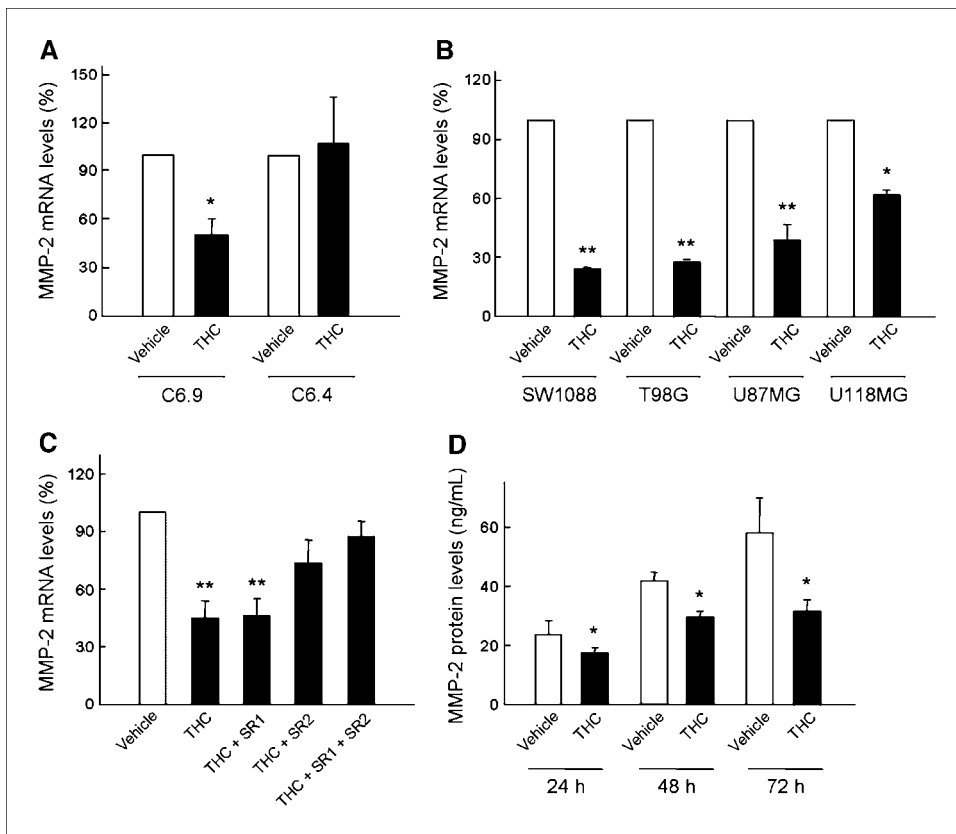 A
MMP-2 mRNA levels (%)
150
120
90
60
30
0
*
Vehicle
THC
Vehicle
THC
C6.9
C6.4
B
MMP-2 mRNA levels (%)
120
90
60
30
0
**
**
**
*
Vehicle
THC
Vehicle
THC
Vehicle
THC
Vehicle
THC
SW1088
T98G
U87MG
U118MG
C
MMP-2 mRNA levels (%)
120
90
60
30
0
**
**
Vehicle
THC
THC + SR1
THC + SR2
THC + SR1 + SR2
D
MMP-2 protein levels (ng/mL)
60
40
20
0
*
*
*
Vehicle
THC
Vehicle
THC
Vehicle
THC
24 h
48 h
72 h